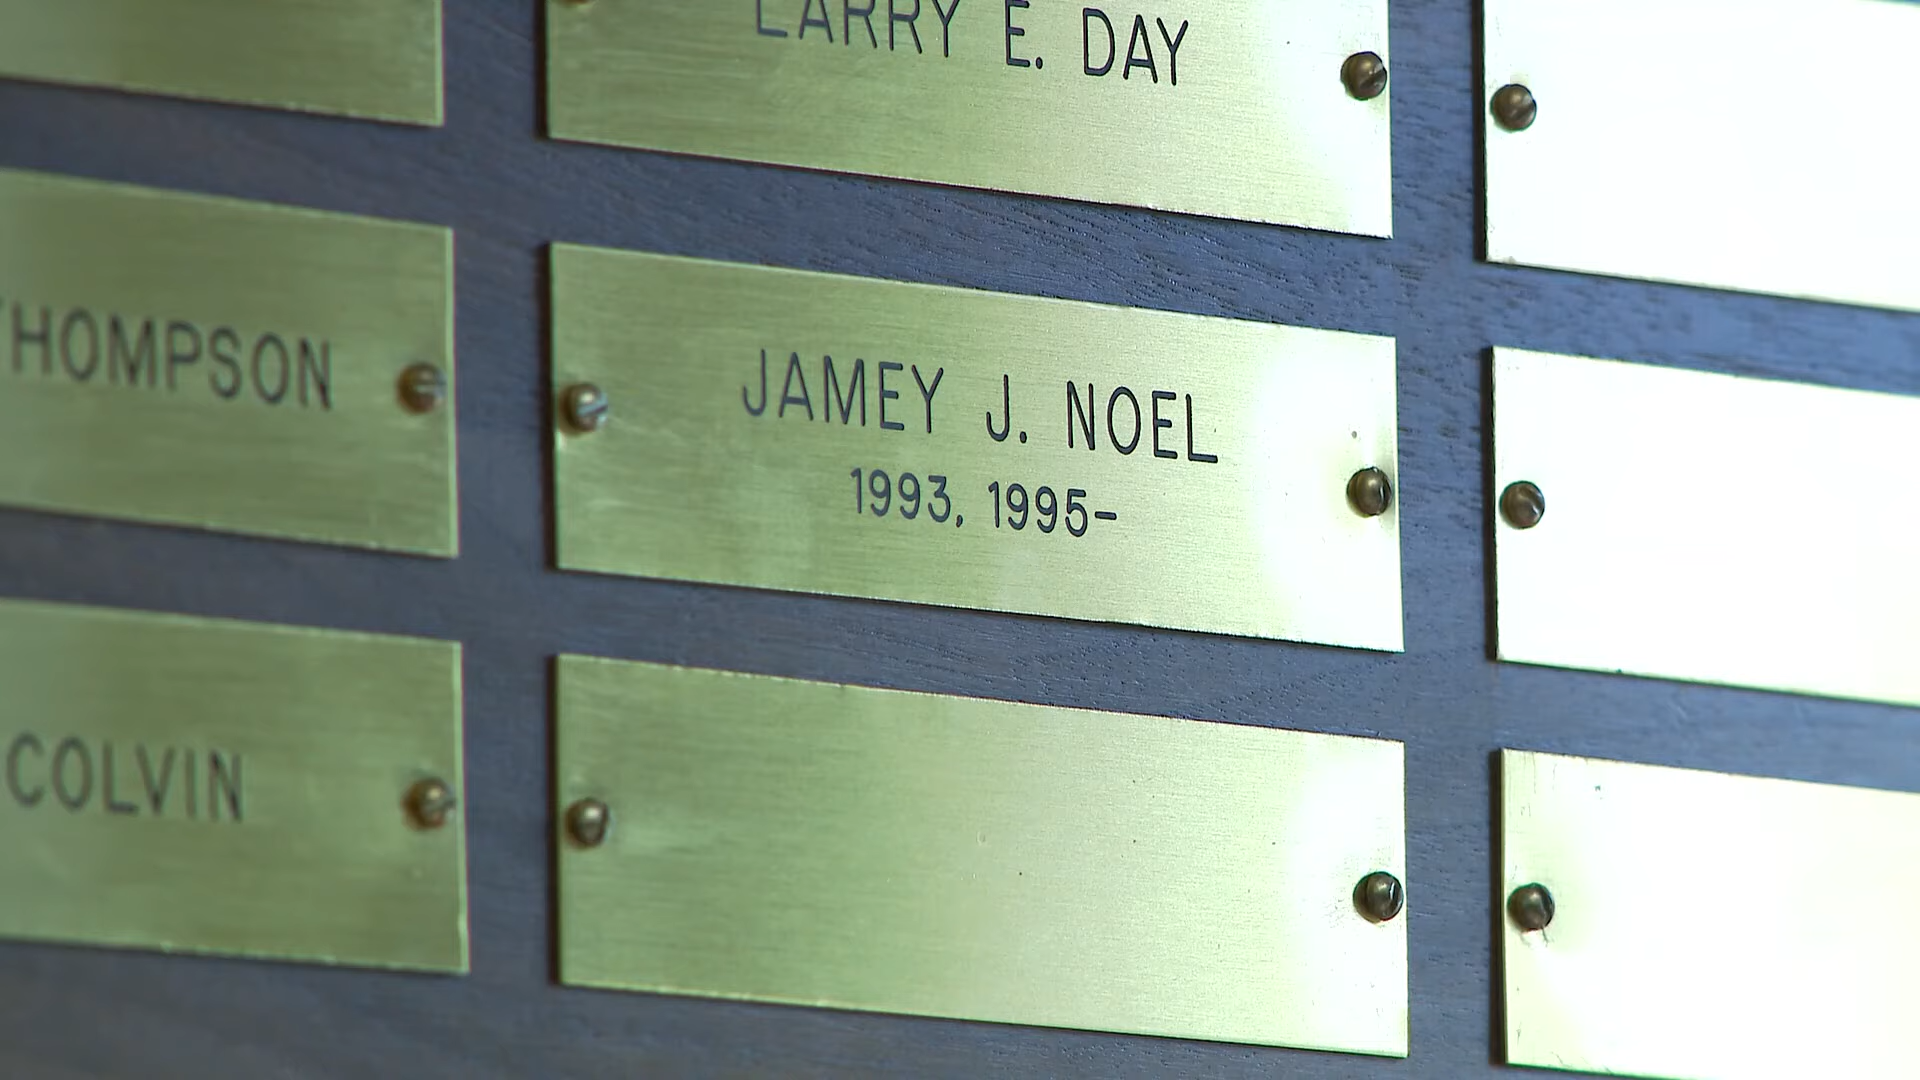 LARRY E. DAY
THOMPSON
JAMEY J. NOEL
1993, 1995-
COLVIN